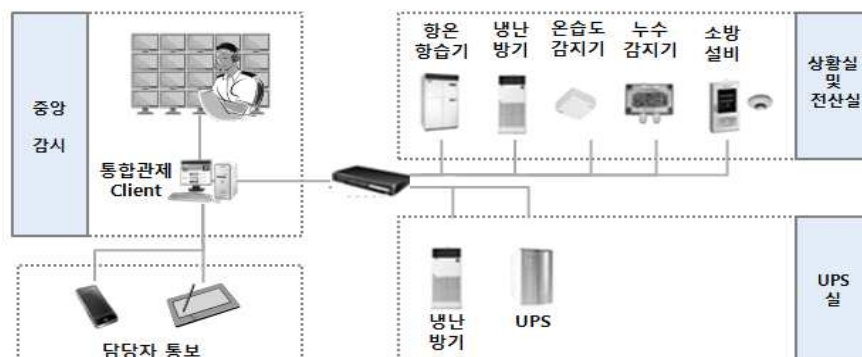 중앙
감시
통합관제
Client
담당자 통보
항온
항습기
냉난
방기
온습도
감지기
누수
감지기
소방
설비
상황실
및
전산실
냉난
방기
UPS
UPS
실